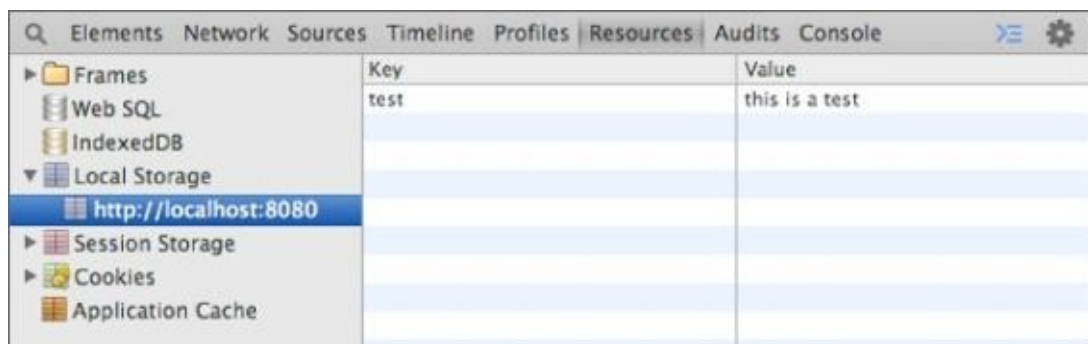 Elements Network Sources Timeline Profiles Resources Audits Console
Frames
Web SQL
IndexedDB
Local Storage
http://localhost:8080
Session Storage
Cookies
Application Cache
Key Value
test this is a test